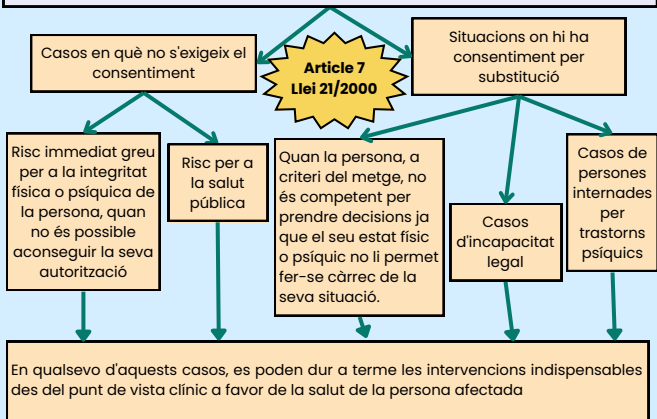 Casos en què no s'exigeix el
consentiment
Article 7
Llei 21/2000
Situacions on hi ha
consentiment per
substitució
Risc immediat greu
per a la integritat
física o psíquica de
la persona, quan
no és possible
aconseguir la seva
autorització
Risc per a
la salut
pública
Quan la persona, a
criteri del metge, no
és competent per
prendre decisions ja
que el seu estat físic
o psíquic no li permet
fer-se càrrec de la
seva situació.
Casos
d'incapacitat
legal
Casos de
persones
internades
per
trastorns
psíquics
En qualsevo d'aquests casos, es poden dur a terme les intervencions indispensables
des del punt de vista clínic a favor de la salut de la persona afectada